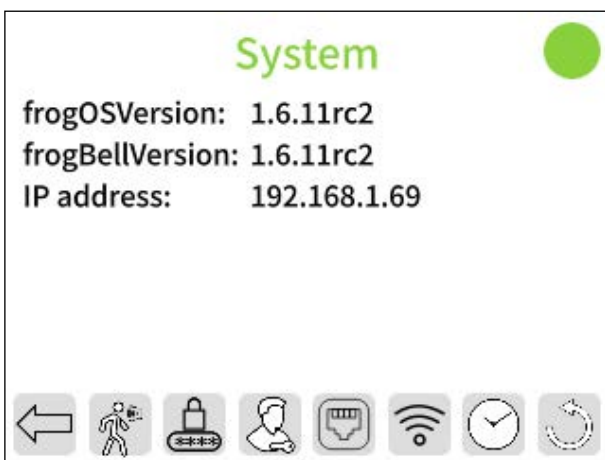 System
frogOSVersion: 1.6.11rc2
frogBellVersion: 1.6.11rc2
IP address: 192.168.1.69
****